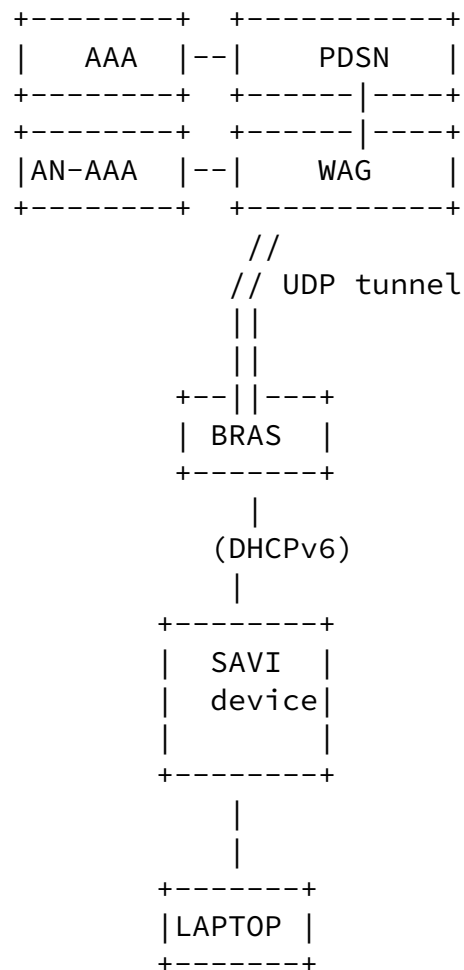 AAA PDSN
AN-AAA WAG
UDP tunnel
BRAS
(DHCPv6)
SAVI
device
LAPTOP